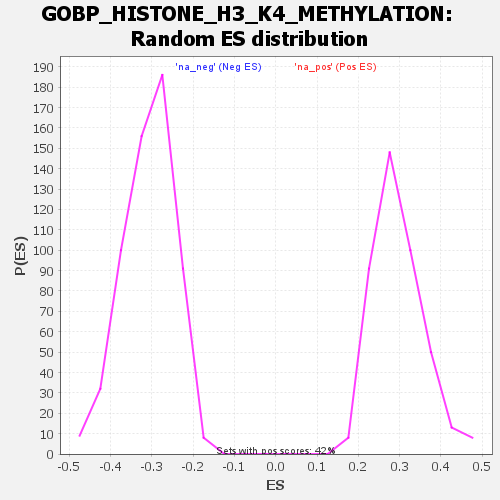 GOBP_HISTONE_H3_K4_METHYLATION:
Random ES distribution
'na_neg' (Neg ES) 'na_pos' (Pos ES)
190
180
170
160
150
140
130
120
110
100
90
80
70
60
50
40
30
20
10
0
P(ES)
Sets with pos scores: 42%
-0.5 -0.4 -0.3 -0.2 -0.1 0.0 0.1 0.2 0.3 0.4 0.5
ES